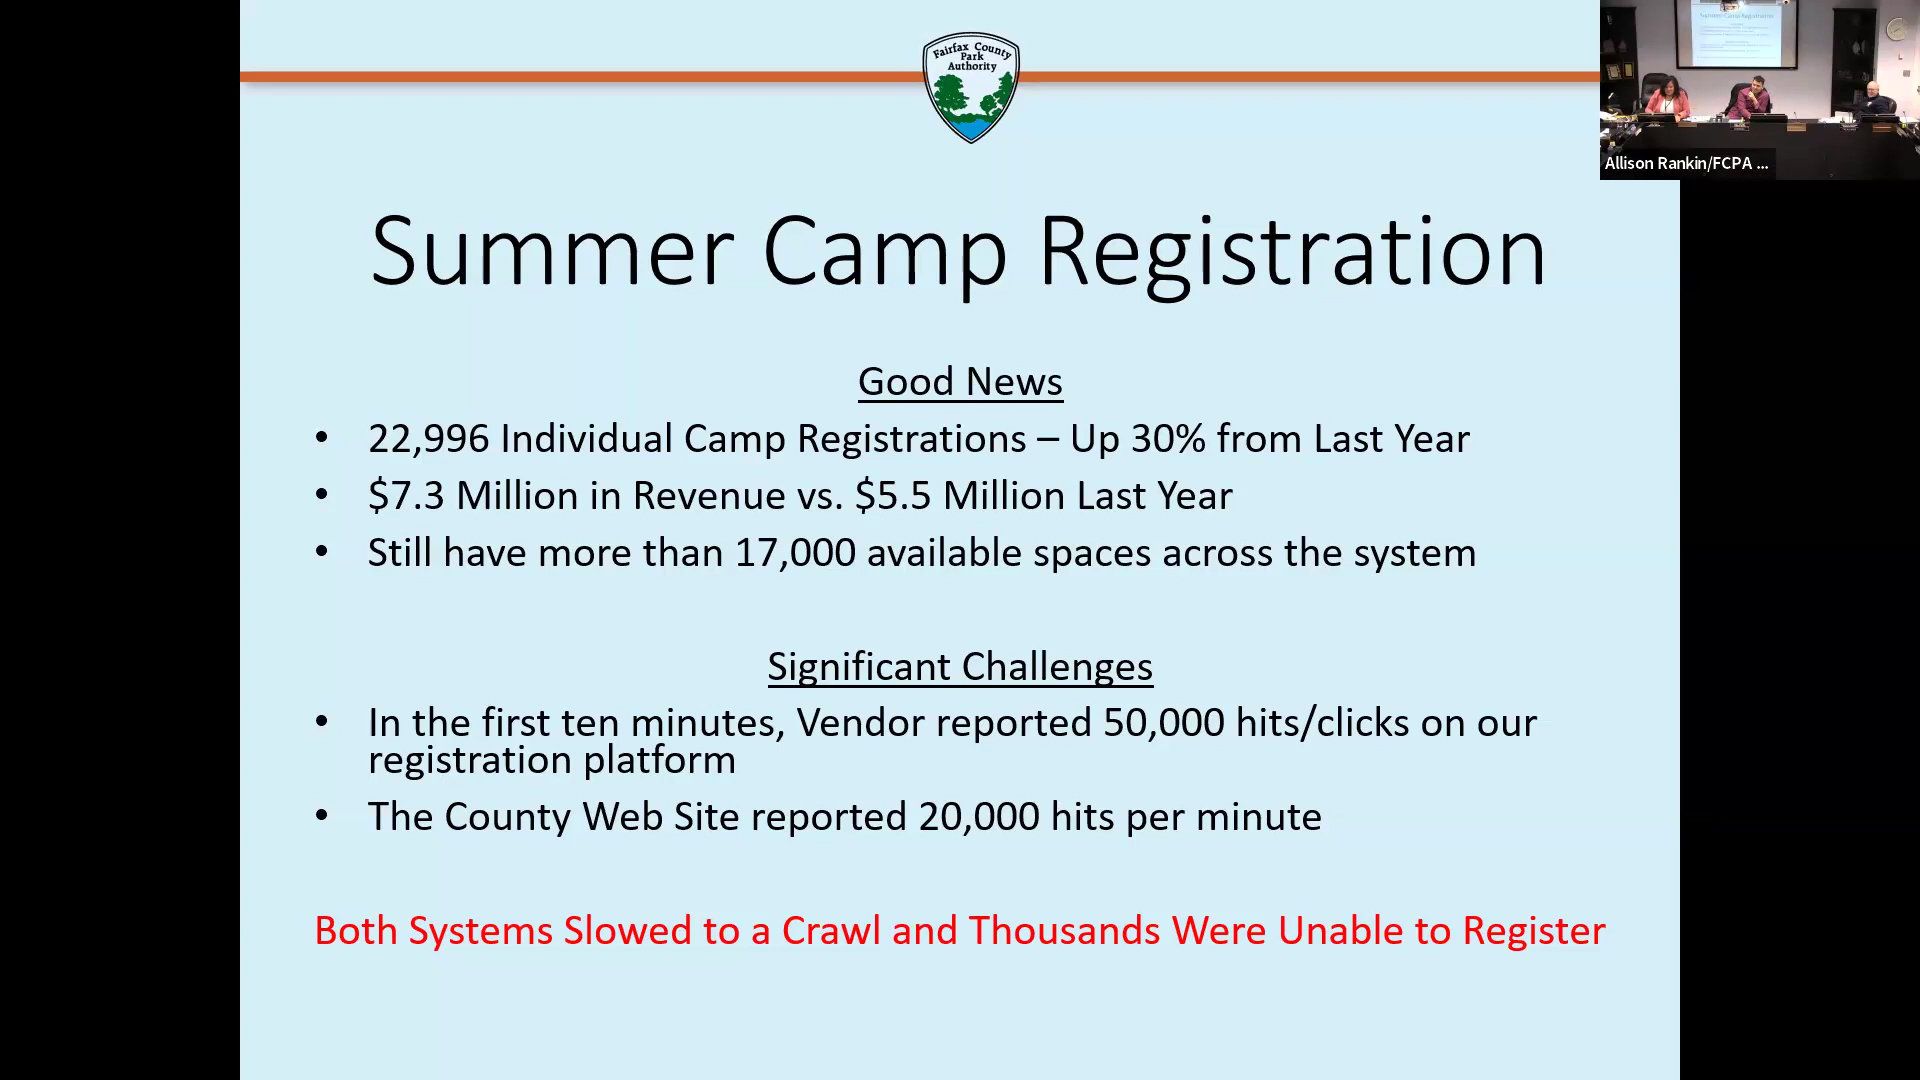 Fairfax County
Park
Authority
Summer Camp Registration
Allison Rankin/FCPA ...
Summer Camp Registration
Good News
• 22,996 Individual Camp Registrations – Up 30% from Last Year
• $7.3 Million in Revenue vs. $5.5 Million Last Year
• Still have more than 17,000 available spaces across the system
Significant Challenges
• In the first ten minutes, Vendor reported 50,000 hits/clicks on our
registration platform
• The County Web Site reported 20,000 hits per minute
Both Systems Slowed to a Crawl and Thousands Were Unable to Register